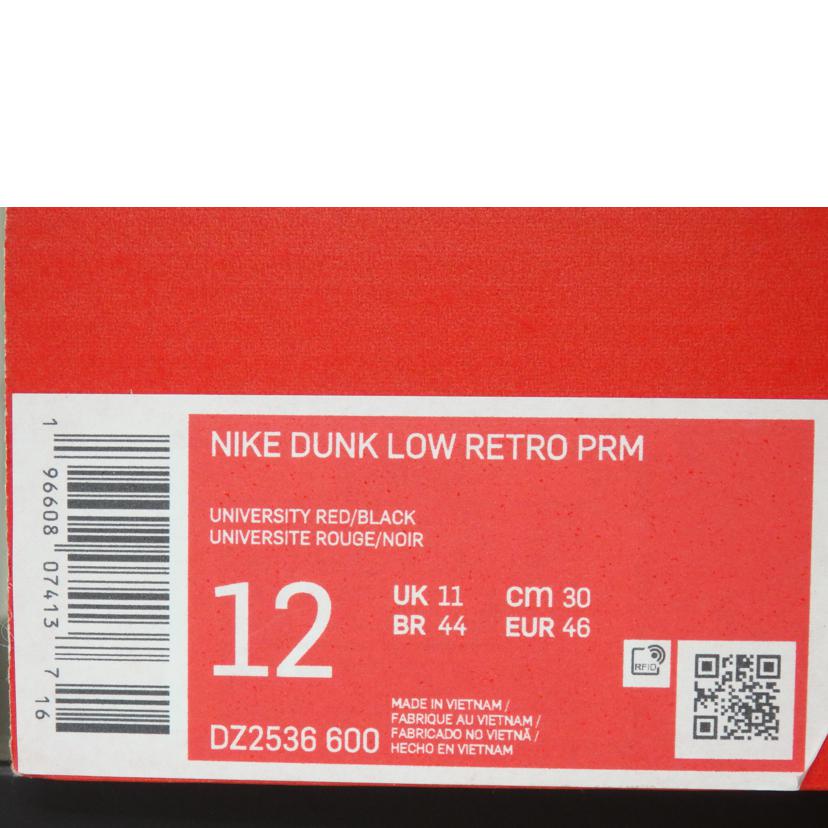 NIKE DUNK LOW RETRO PRM
UNIVERSITY RED/BLACK
UNIVERSITE ROUGE/NOIR
12
UK 11
cm 30
BR 44
EUR 46
RFID
DZ2536 600
MADE IN VIETNAM /
FABRIQUE AU VIETNAM /
FABRICADO NO VIETNÃ /
HECHO EN VIETNAM
1 96608 07413 7 16